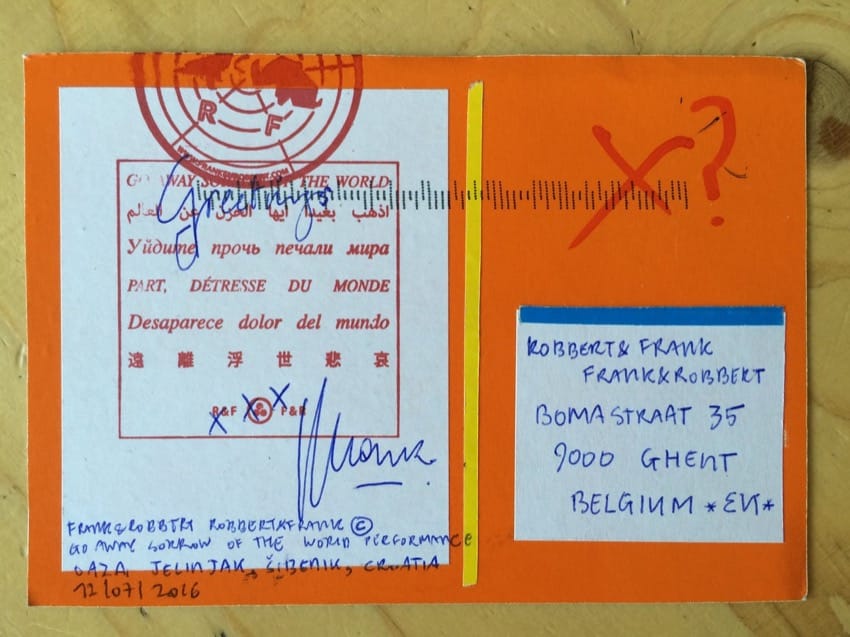 R F
GO AWAY SORROW OF THE WORLD
Greetings
اذهب بعيدا ايها الحزن عن العالم
Уйдите прочь печали мира
PART, DÉTRESSE DU MONDE
Desaparece dolor del mundo
遠離浮世悲哀
R&F F&R
X X X
Frank
FRANK&ROBBERT ROBBERT&FRANK ©
GO AWAY SORROW OF THE WORLD PERFORMANCE
OAZA, JELINJAK, ŠIBENIK, CROATIA
12/07/2016
X?
ROBBERT& FRANK
FRANK&ROBBERT
BOMASTRAAT 35
9000 GHENT
BELGIUM *EU*